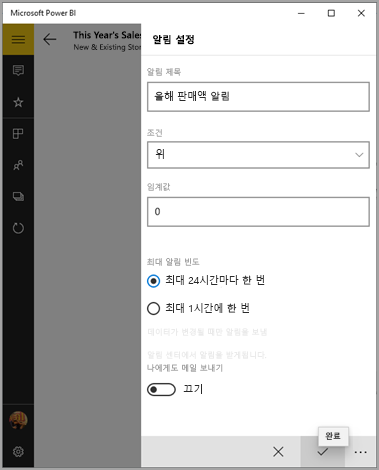 Microsoft Power BI
This Year's Sales
New & Existing Stor
알림 설정
알림 제목
올해 판매액 알림
조건
위
임계값
0
최대 알림 빈도
최대 24시간마다 한 번
최대 1시간에 한 번
데이터가 변경될 때만 알림을 보냄
알림 센터에서 알림을 받게됩니다.
나에게도 메일 보내기
끄기
완료